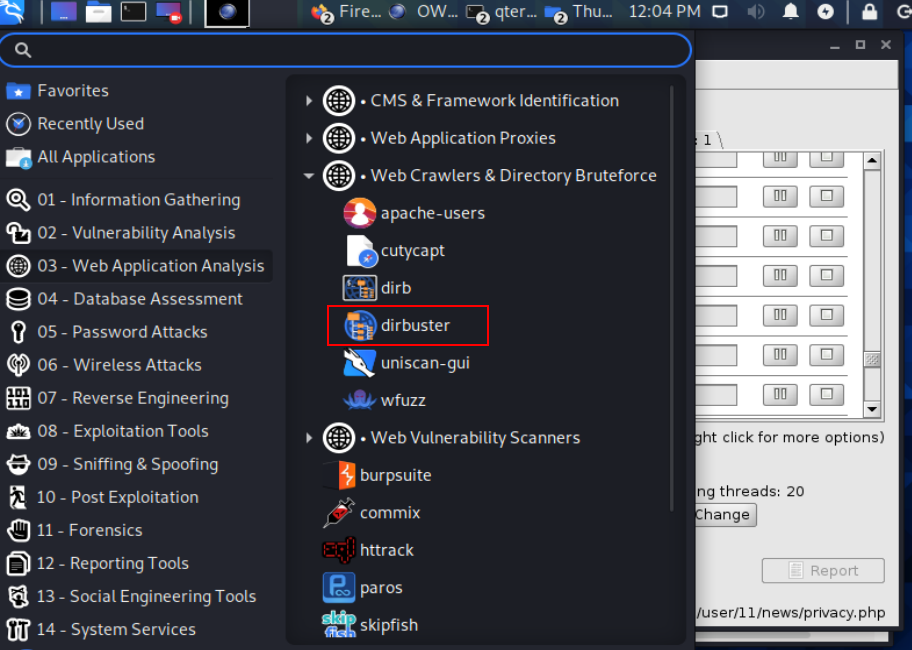 Fire...
OW...
qter...
Thu...
12:04 PM
2
2
2
Favorites
Recently Used
All Applications
01 - Information Gathering
02 - Vulnerability Analysis
03 - Web Application Analysis
04 - Database Assessment
05 - Password Attacks
06 - Wireless Attacks
07 - Reverse Engineering
08 - Exploitation Tools
09 - Sniffing & Spoofing
10 - Post Exploitation
11 - Forensics
12 - Reporting Tools
13 - Social Engineering Tools
14 - System Services
• CMS & Framework Identification
• Web Application Proxies
• Web Crawlers & Directory Bruteforce
apache-users
cutycapt
dirb
dirbuster
uniscan-gui
wfuzz
• Web Vulnerability Scanners
burpsuite
commix
httrack
paros
skip
fish
skipfish
: 1 \
ght click for more options)
ng threads: 20
Change
Report
/user/11/news/privacy.php